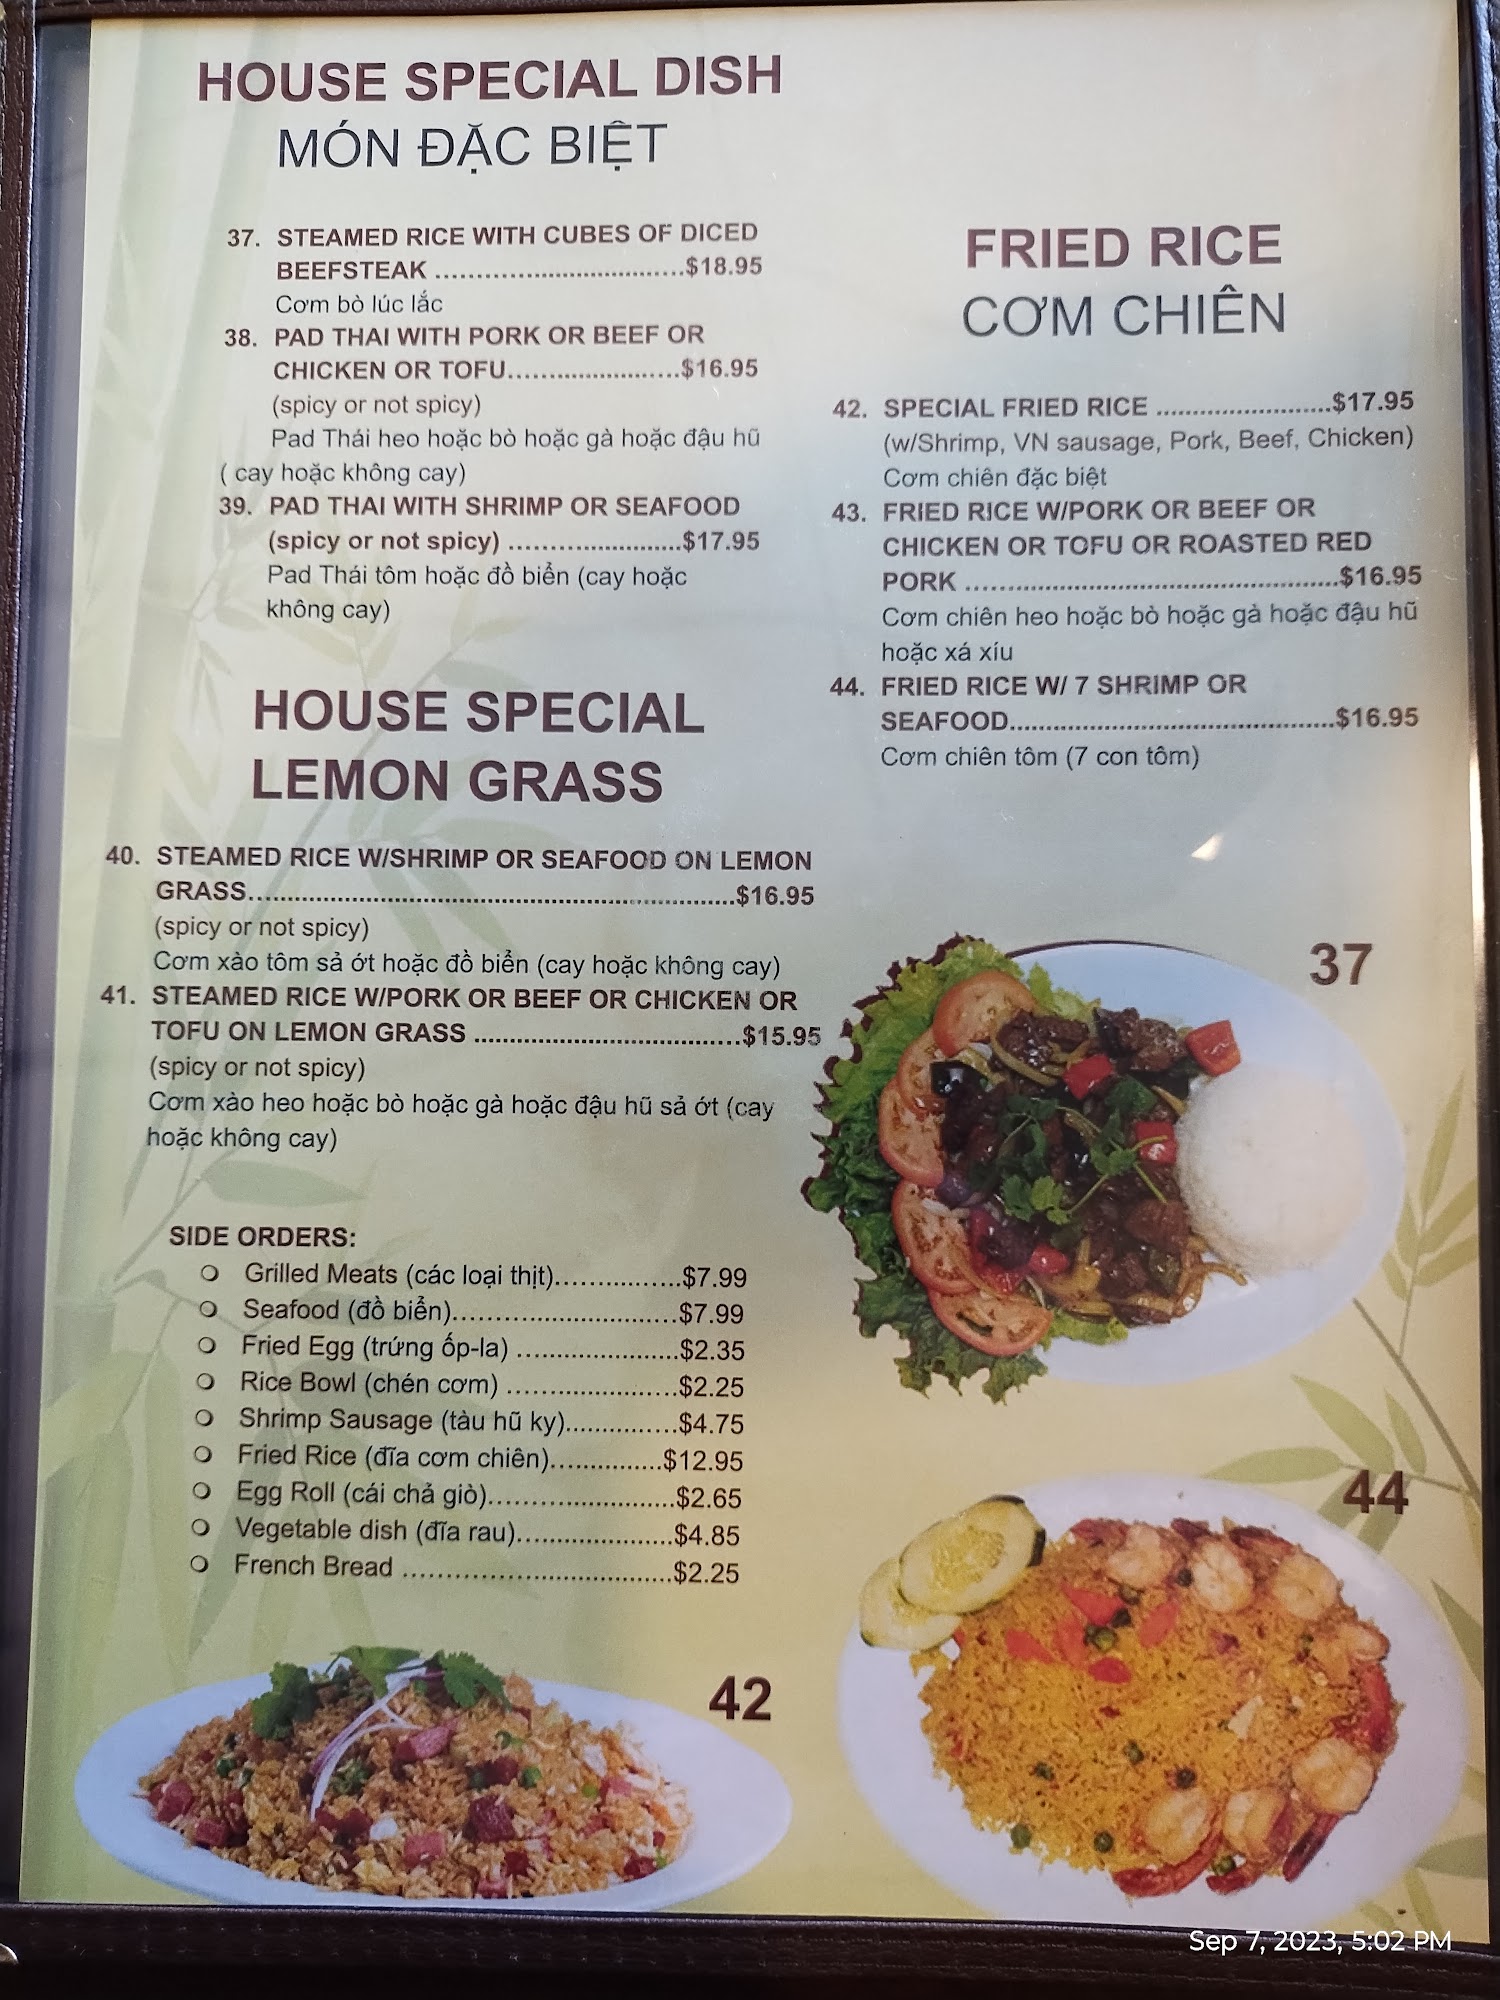 HOUSE SPECIAL DISH
MÓN ĐẶC BIỆT
37. STEAMED RICE WITH CUBES OF DICED
BEEFSTEAK ..................................$18.95
Cơm bò lúc lắc
38. PAD THAI WITH PORK OR BEEF OR
CHICKEN OR TOFU.......................$16.95
(spicy or not spicy)
Pad Thái heo hoặc bò hoặc gà hoặc đậu hũ
( cay hoặc không cay)
39. PAD THAI WITH SHRIMP OR SEAFOOD
(spicy or not spicy) ........................$17.95
Pad Thái tôm hoặc đồ biển (cay hoặc
không cay)
HOUSE SPECIAL
LEMON GRASS
40. STEAMED RICE W/SHRIMP OR SEAFOOD ON LEMON
GRASS................................................................$16.95
(spicy or not spicy)
Cơm xào tôm sả ớt hoặc đồ biển (cay hoặc không cay)
41. STEAMED RICE W/PORK OR BEEF OR CHICKEN OR
TOFU ON LEMON GRASS ...................................$15.95
(spicy or not spicy)
Cơm xào heo hoặc bò hoặc gà hoặc đậu hũ sả ớt (cay
hoặc không cay)
SIDE ORDERS:
Grilled Meats (các loại thịt)..................$7.99
Seafood (đồ biển)...............................$7.99
Fried Egg (trứng ốp-la) .......................$2.35
Rice Bowl (chén cơm) ........................$2.25
Shrimp Sausage (tàu hũ ky)................$4.75
Fried Rice (đĩa cơm chiên)................$12.95
Egg Roll (cái chả giò)..........................$2.65
Vegetable dish (đĩa rau)......................$4.85
French Bread .....................................$2.25
42
FRIED RICE
CƠM CHIÊN
42. SPECIAL FRIED RICE .........................$17.95
(w/Shrimp, VN sausage, Pork, Beef, Chicken)
Cơm chiên đặc biệt
43. FRIED RICE W/PORK OR BEEF OR
CHICKEN OR TOFU OR ROASTED RED
PORK ................................................$16.95
Cơm chiên heo hoặc bò hoặc gà hoặc đậu hũ
hoặc xá xíu
44. FRIED RICE W/ 7 SHRIMP OR
SEAFOOD..........................................$16.95
Cơm chiên tôm (7 con tôm)
37
44
Sep 7, 2023, 5:02 PM